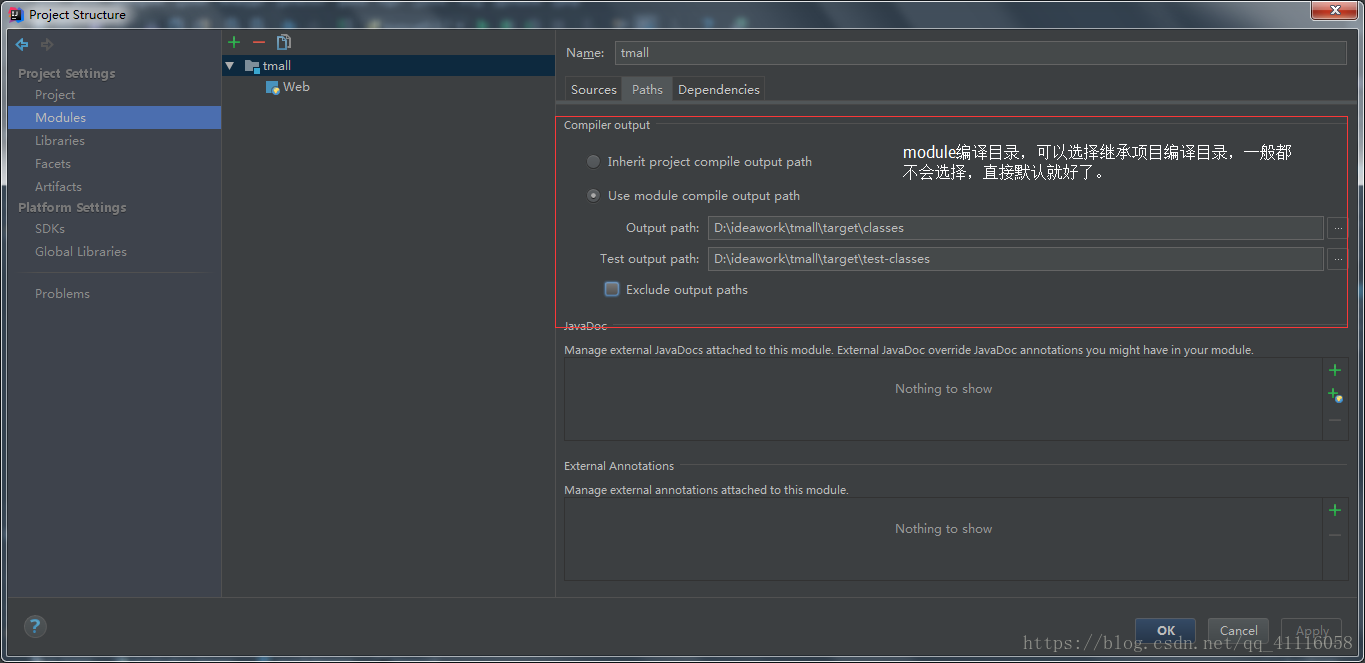 Project Structure
Project Settings
Project
Modules
Libraries
Facets
Artifacts
Platform Settings
SDKs
Global Libraries
Problems
tmall
Web
Name: tmall
Sources Paths Dependencies
Compiler output
Inherit project compile output path
module编译目录，可以选择继承项目编译目录，一般都
不会选择，直接默认就好了。
Use module compile output path
Output path: D:\ideawork\tmall\target\classes ...
Test output path: D:\ideawork\tmall\target\test-classes ...
Exclude output paths
JavaDoc
Manage external JavaDocs attached to this module. External JavaDoc override JavaDoc annotations you might have in your module.
Nothing to show
External Annotations
Manage external annotations attached to this module.
Nothing to show
?
OK Cancel Apply
https://blog.csdn.net/qq_41116058